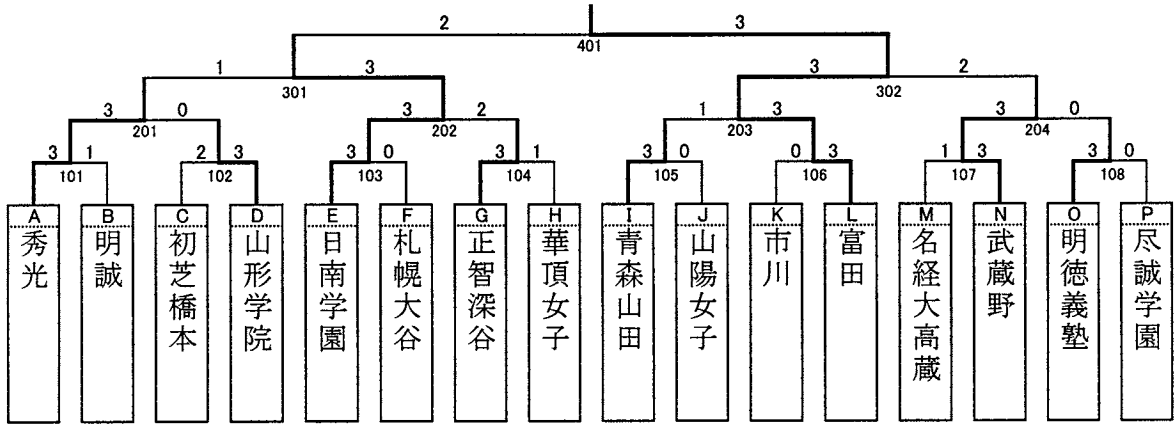 2 3
401
1 3 3 2
301 302
3 0 3 2 1 3 3 0
201 202 203 204
3 1 2 3 3 0 3 1 3 0 0 3 1 3 3 0
101 102 103 104 105 106 107 108
A B C D E F G H I J K L M N O P
秀光
明誠
初芝橋本
山形学院
日南学園
札幌大谷
正智深谷
華頂女子
青森山田
山陽女子
市川
富田
名経大高蔵
武蔵野
明徳義塾
尽誠学園